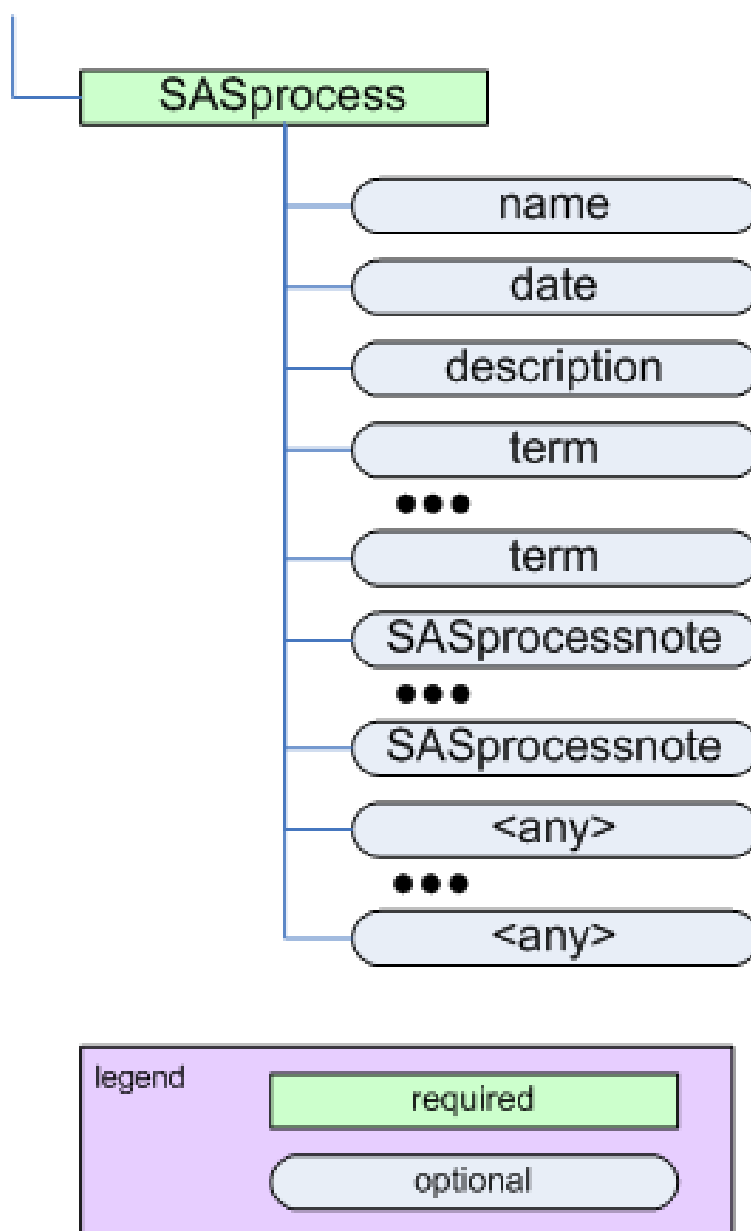 SASprocess
name
date
description
term
•••
term
SASprocessnote
•••
SASprocessnote
<any>
•••
<any>
legend
required
optional